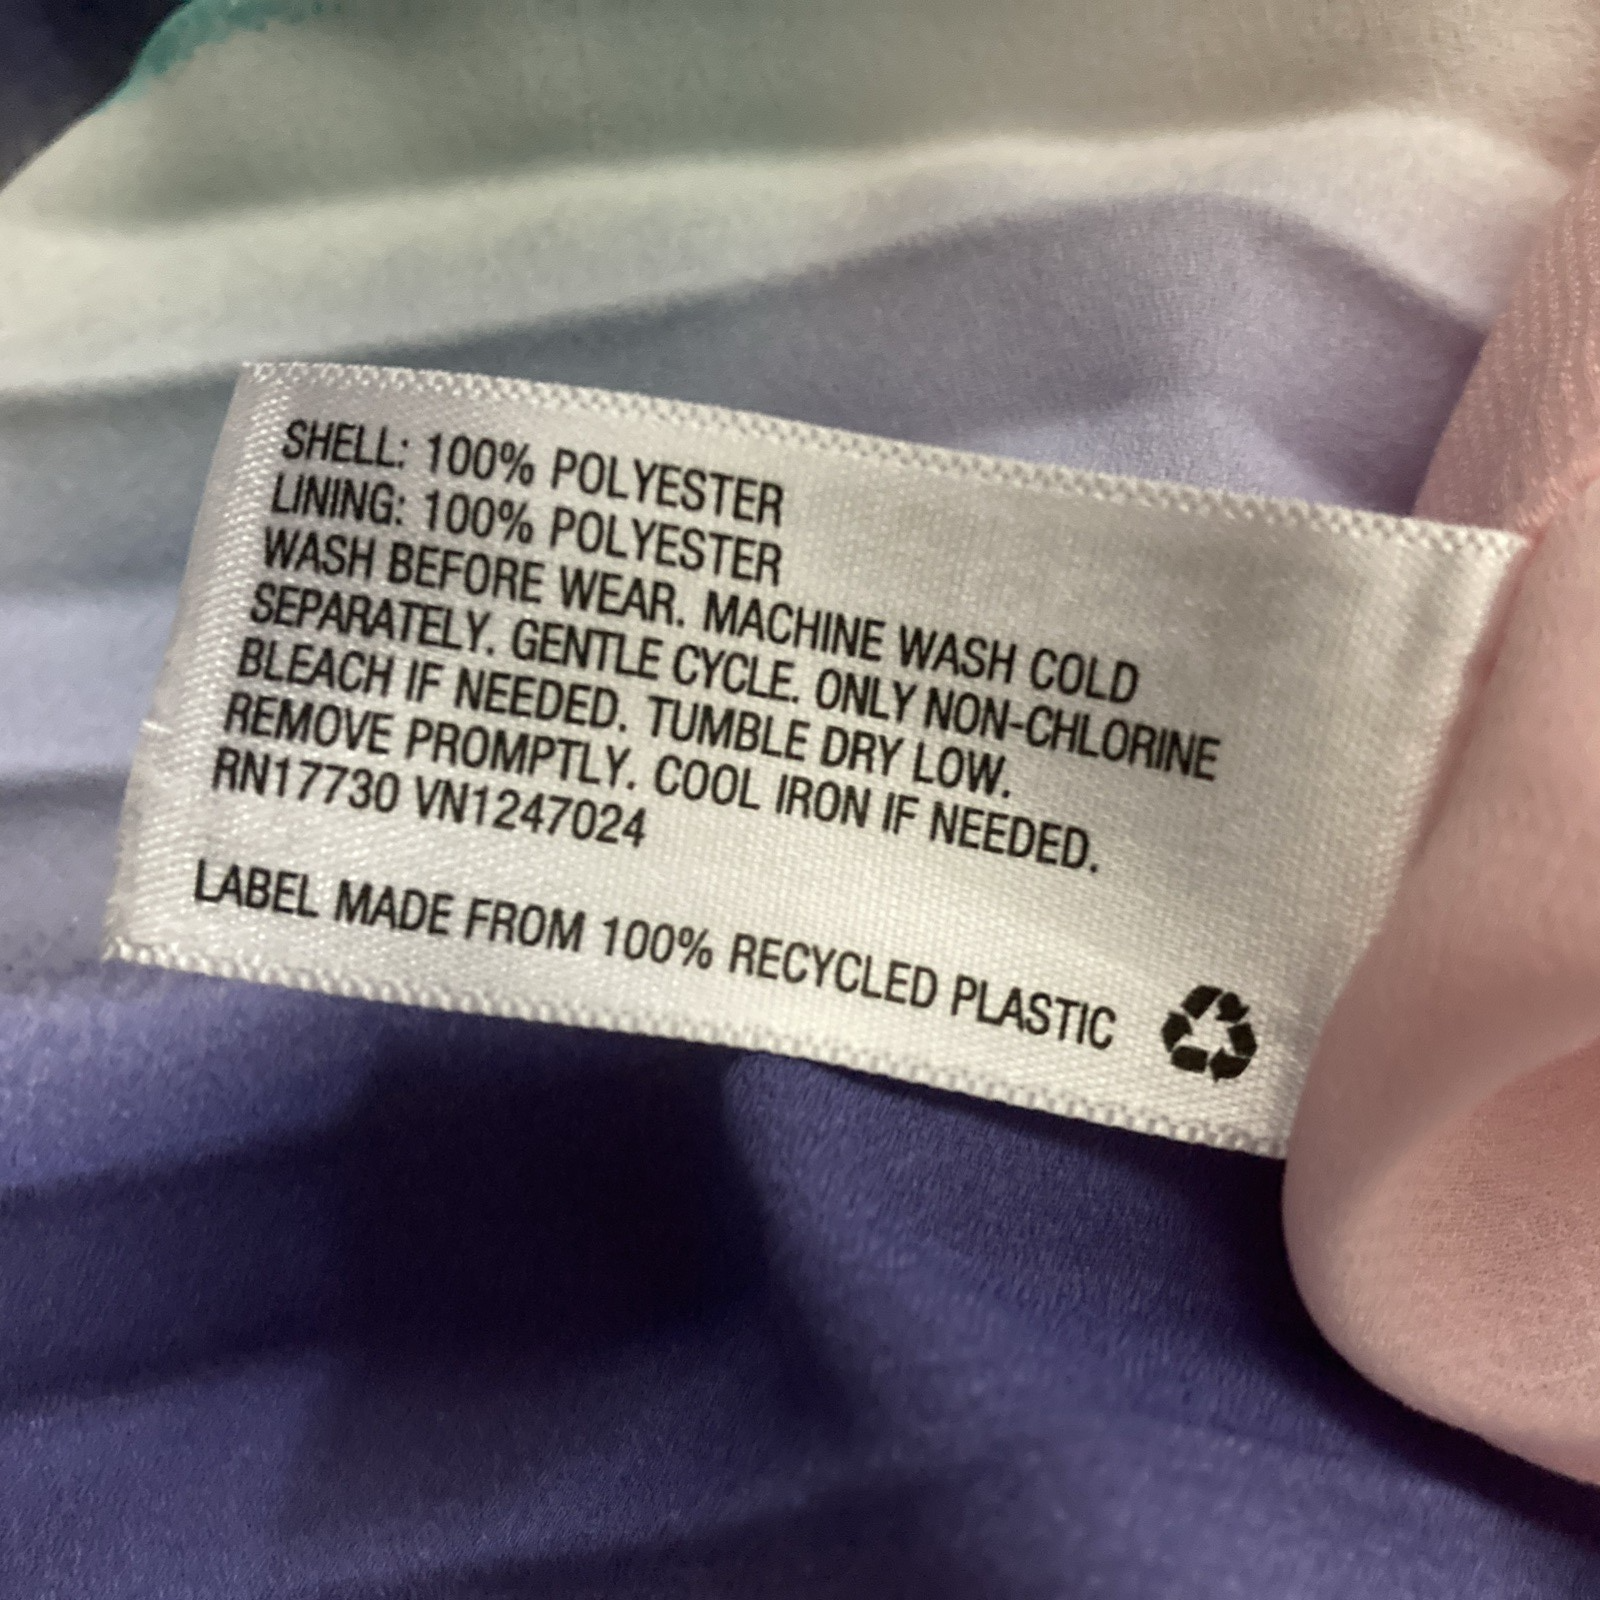 SHELL: 100% POLYESTER
LINING: 100% POLYESTER
WASH BEFORE WEAR. MACHINE WASH COLD
SEPARATELY. GENTLE CYCLE. ONLY NON-CHLORINE
BLEACH IF NEEDED. TUMBLE DRY LOW.
REMOVE PROMPTLY. COOL IRON IF NEEDED.
RN17730 VN1247024
LABEL MADE FROM 100% RECYCLED PLASTIC